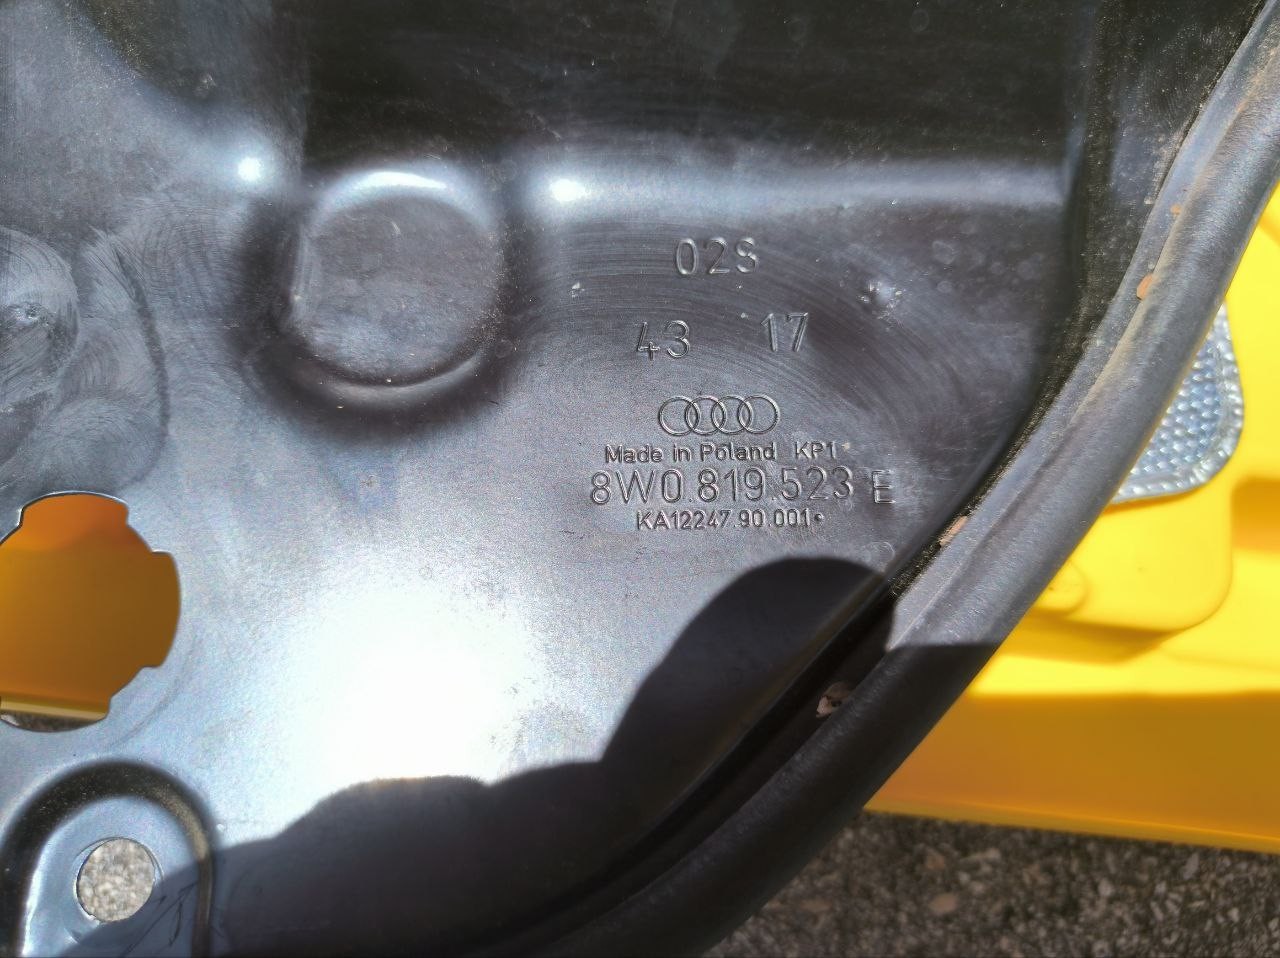 02S
43 17
Made in Poland KP1
8W0.819.523 E
KA12247.90.001•